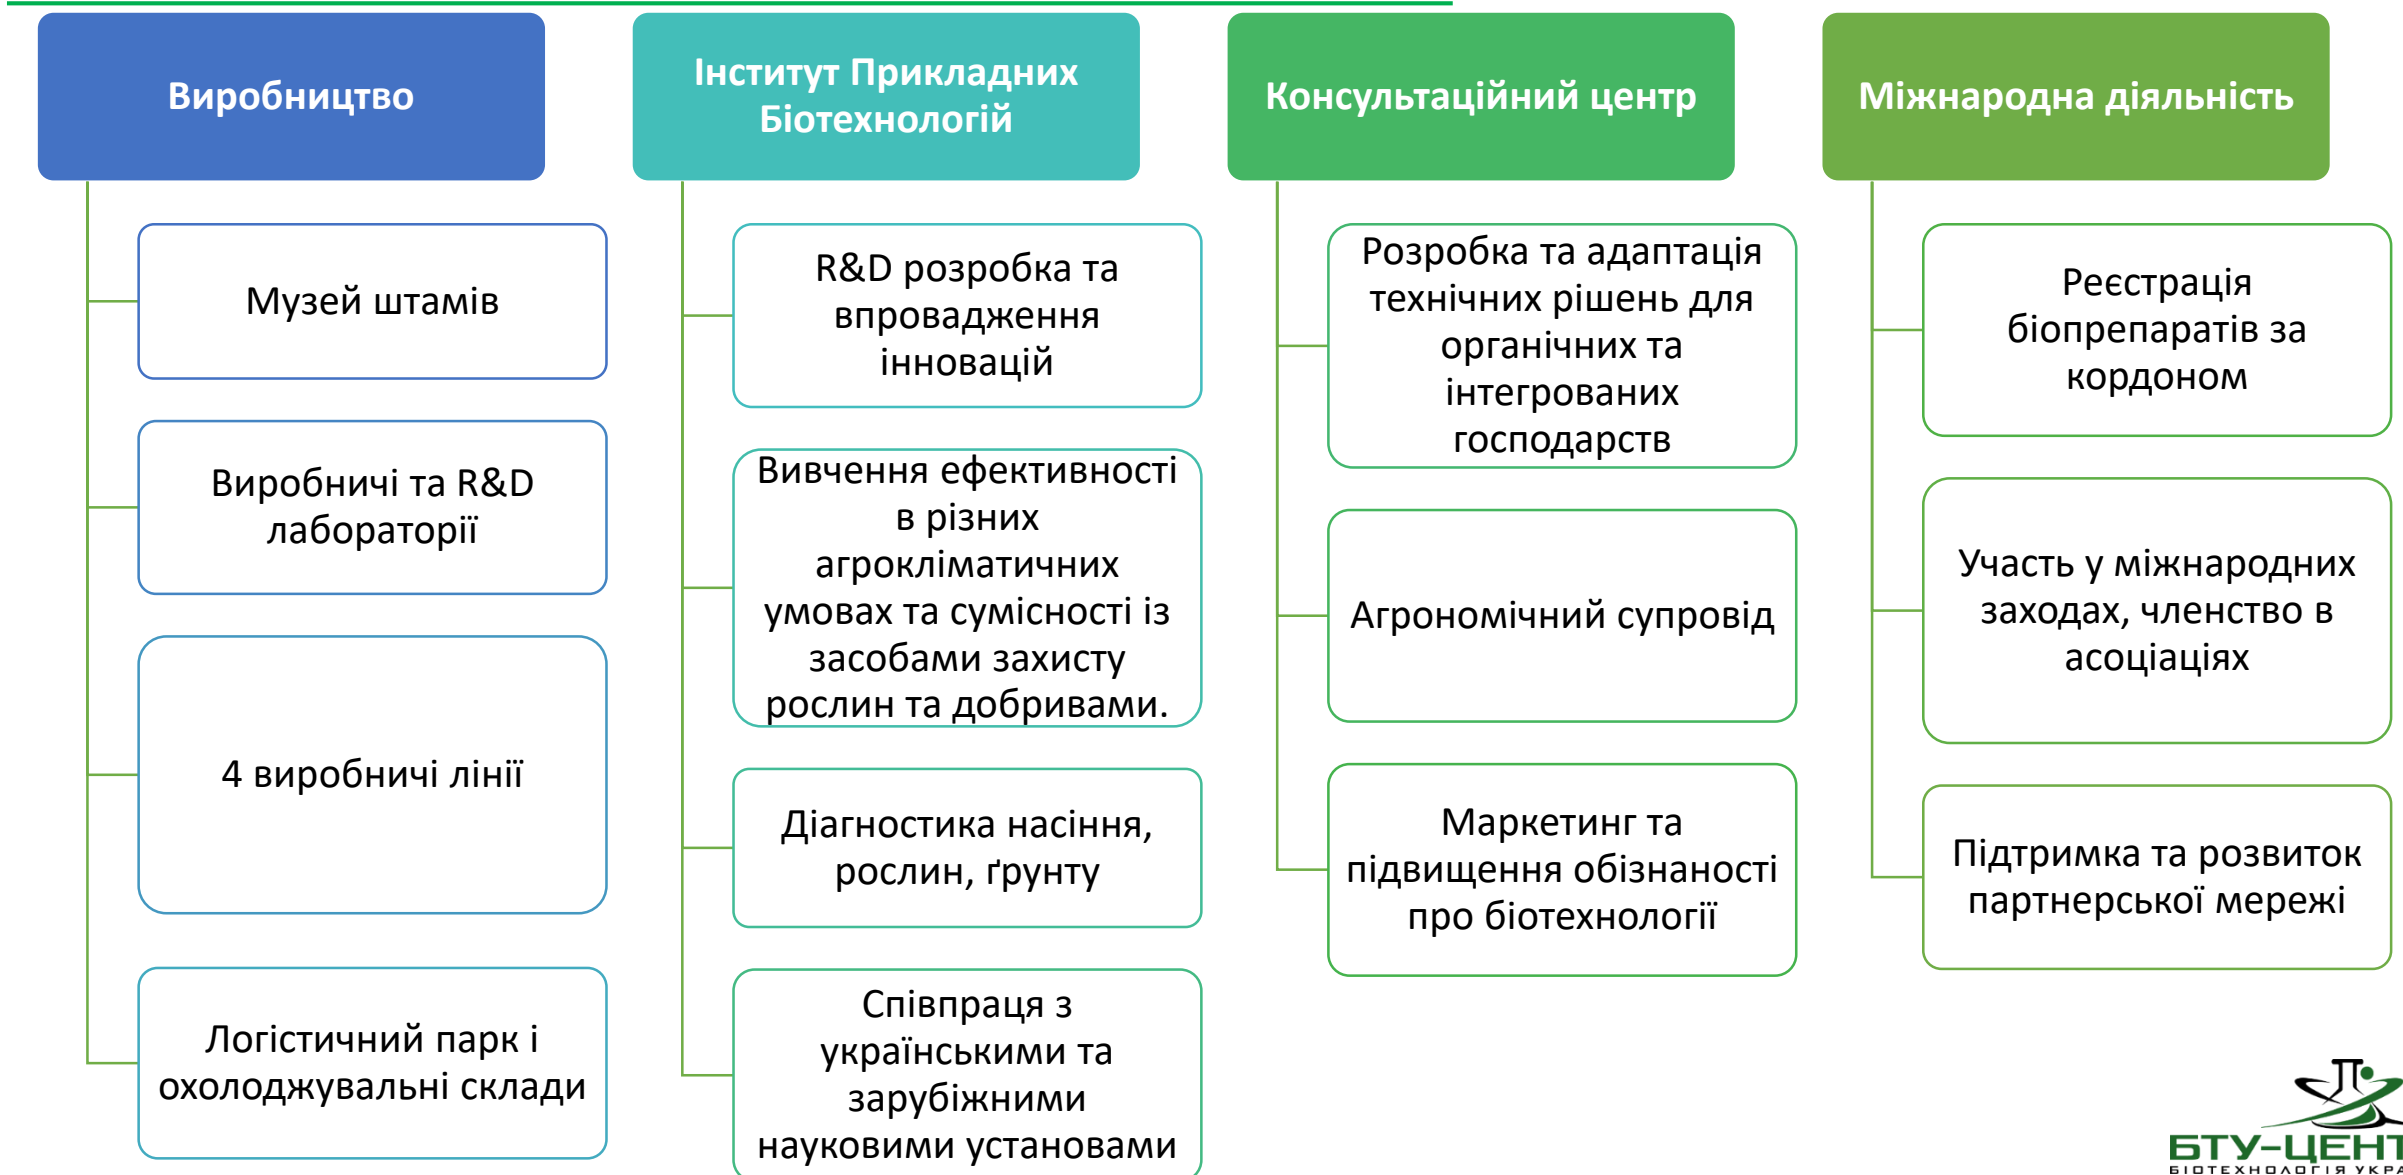 Виробництво
Музей штамів
Виробничі та R&D
лабораторії
4 виробничі лінії
Логістичний парк і
охолоджувальні склади
Інститут Прикладних
Біотехнологій
R&D розробка та
впровадження
інновацій
Вивчення ефективності
в різних
агрокліматичних
умовах та сумісності із
засобами захисту
рослин та добривами.
Діагностика насіння,
рослин, ґрунту
Співпраця з
українськими та
зарубіжними
науковими установами
Консультаційний центр
Розробка та адаптація
технічних рішень для
органічних та
інтегрованих
господарств
Агрономічний супровід
Маркетинг та
підвищення обізнаності
про біотехнології
Міжнародна діяльність
Реєстрація
біопрепаратів за
кордоном
Участь у міжнародних
заходах, членство в
асоціаціях
Підтримка та розвиток
партнерської мережі
БТУ-ЦЕНТ
БІОТЕХНОЛОГІЯ УКРА